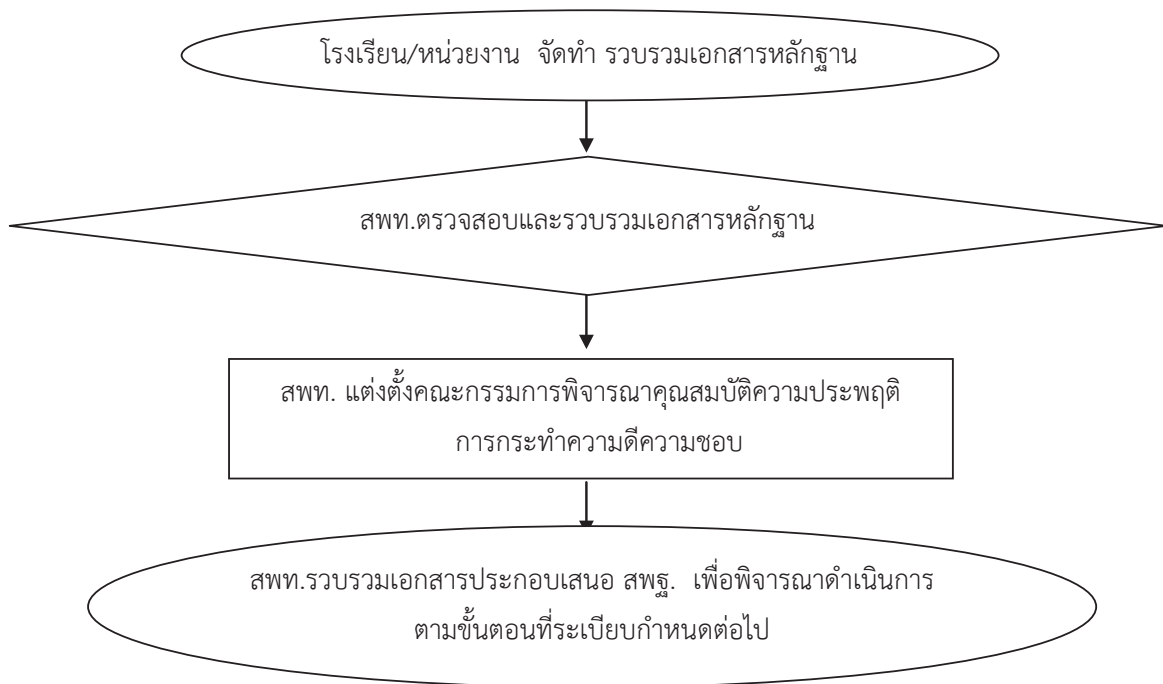 โรงเรียน/หน่วยงาน จัดทำ รวบรวมเอกสารหลักฐาน
สพท.ตรวจสอบและรวบรวมเอกสารหลักฐาน
สพท. แต่งตั้งคณะกรรมการพิจารณาคุณสมบัติความประพฤติ
การกระทำความดีความชอบ
สพท.รวบรวมเอกสารประกอบเสนอ สพฐ. เพื่อพิจารณาดำเนินการ
ตามขั้นตอนที่ระเบียบกำหนดต่อไป